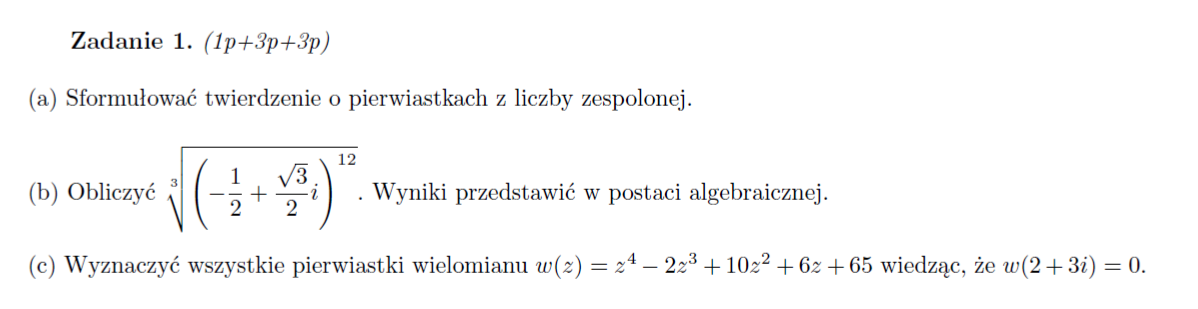 Zadanie 1. (1p+3p+3p)
(a) Sformułować twierdzenie o pierwiastkach z liczby zespolonej.
(b) Obliczyć $\sqrt[3]{\left(-\frac{1}{2}+\frac{\sqrt{3}}{2}i\right)^{12}}$. Wyniki przedstawić w postaci algebraicznej.
(c) Wyznaczyć wszystkie pierwiastki wielomianu $w(z) = z^4 - 2z^3 + 10z^2 + 6z + 65$ wiedząc, że $w(2+3i) = 0$.